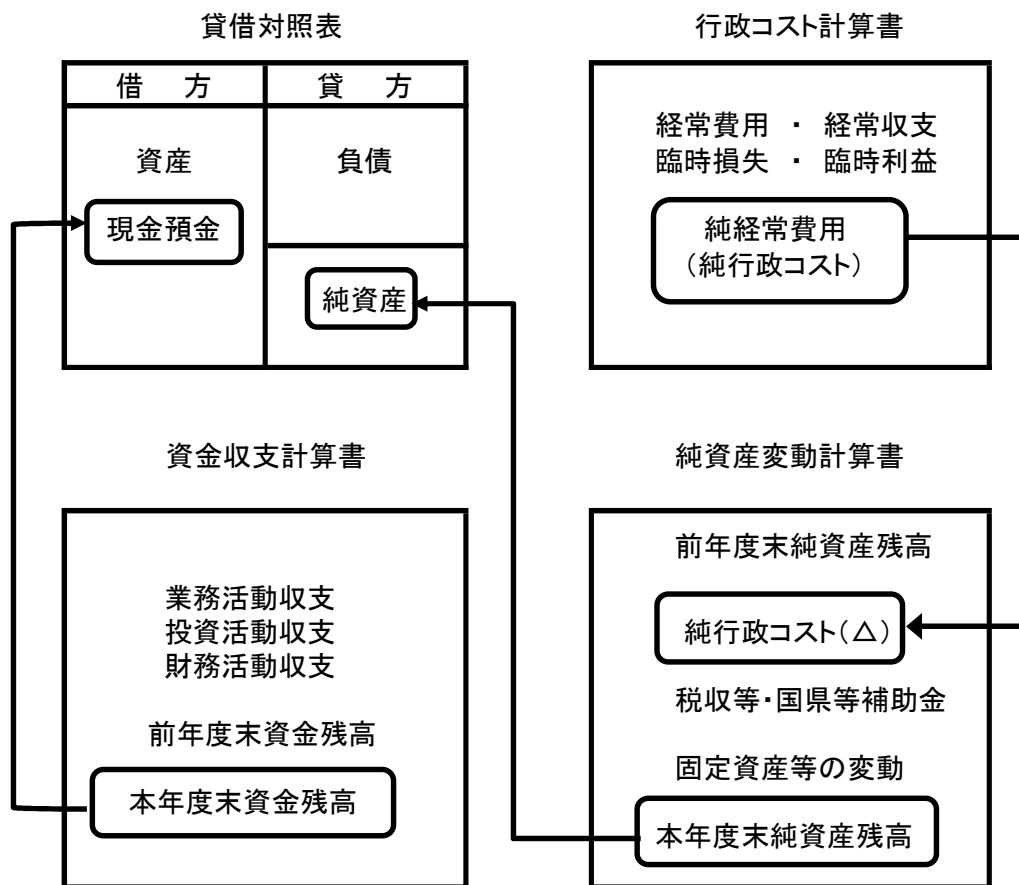 貸借対照表
借 方
貸 方
資産
負債
現金預金
純資産
行政コスト計算書
経常費用 ・ 経常収支
臨時損失 ・ 臨時利益
純経常費用
（純行政コスト）
資金収支計算書
業務活動収支
投資活動収支
財務活動収支
前年度末資金残高
本年度末資金残高
純資産変動計算書
前年度末純資産残高
純行政コスト（△）
税収等・国県等補助金
固定資産等の変動
本年度末純資産残高